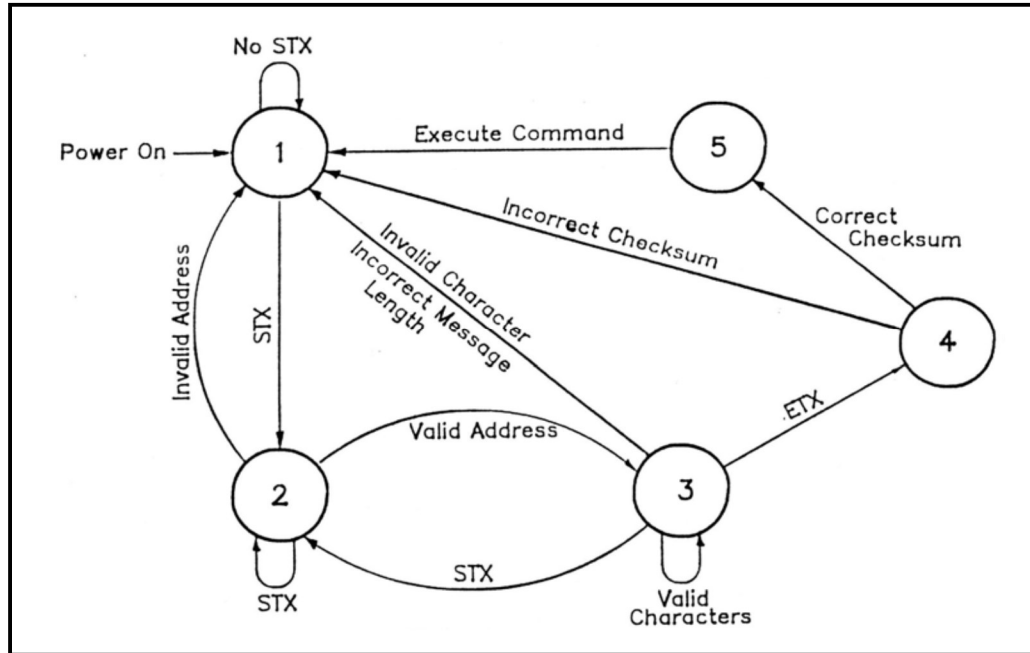 No STX
Power On
1
Execute Command
5
Correct
Checksum
Incorrect Checksum
Invalid Character
Incorrect Message
Length
Invalid Address
STX
4
ETX
Valid Address
2
3
STX
STX
Valid
Characters